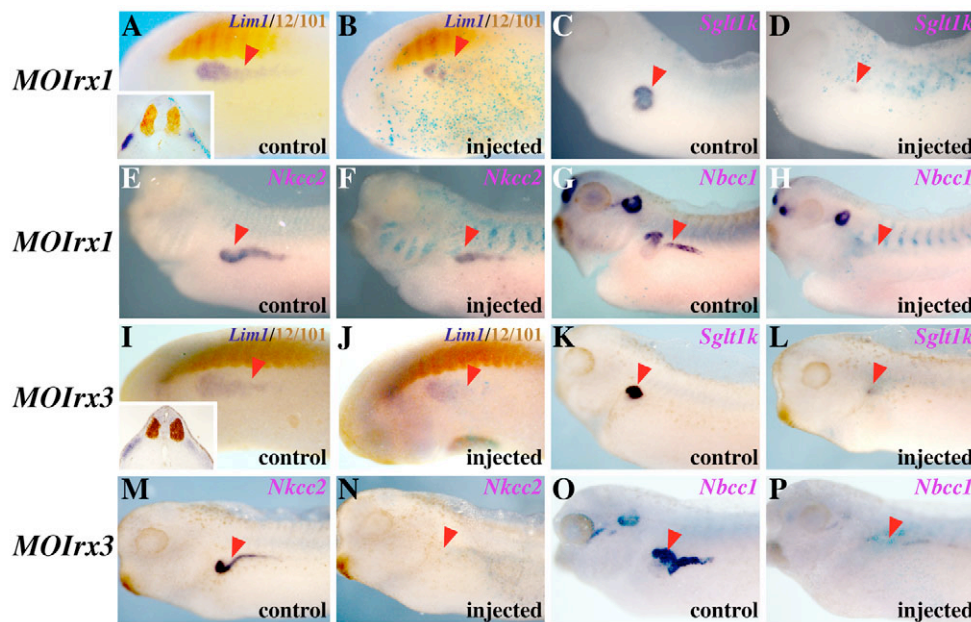 A Lim1/12/101 B Lim1/12/101 C Sglt1k D Sglt1k
MOIrx1
control injected control injected
E Nkcc2 F Nkcc2 G Nbcc1 H Nbcc1
MOIrx1
control injected control injected
I Lim1/12/101 J Lim1/12/101 K Sglt1k L Sglt1k
MOIrx3
control injected control injected
M Nkcc2 N Nkcc2 O Nbcc1 P Nbcc1
MOIrx3
control injected control injected